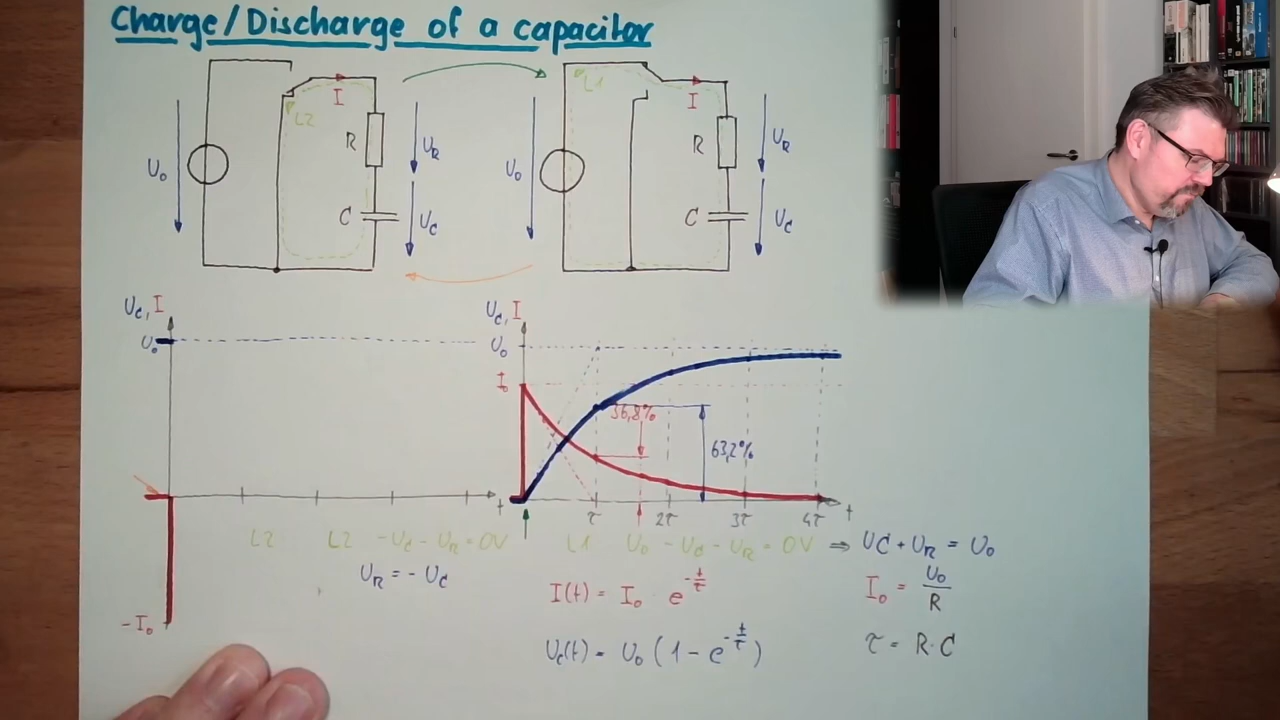 Charge/Discharge of a capacitor
I
L2
U₀
R
U_R
C
U_C
L1
I
U₀
R
U_R
C
U_C
U_C, I
U₀
t
-I₀
U_C, I
U₀
I₀
36,8%
63,2%
τ 2τ 3τ 4τ t
L2 L2 -U_C - U_R = 0V
U_R = - U_C
L1 U₀ - U_C - U_R = 0V ⇒ U_C + U_R = U₀
I(t) = I₀ · e^(-t/τ)
I₀ = U₀/R
U_C(t) = U₀ (1 - e^(-t/τ))
τ = R·C